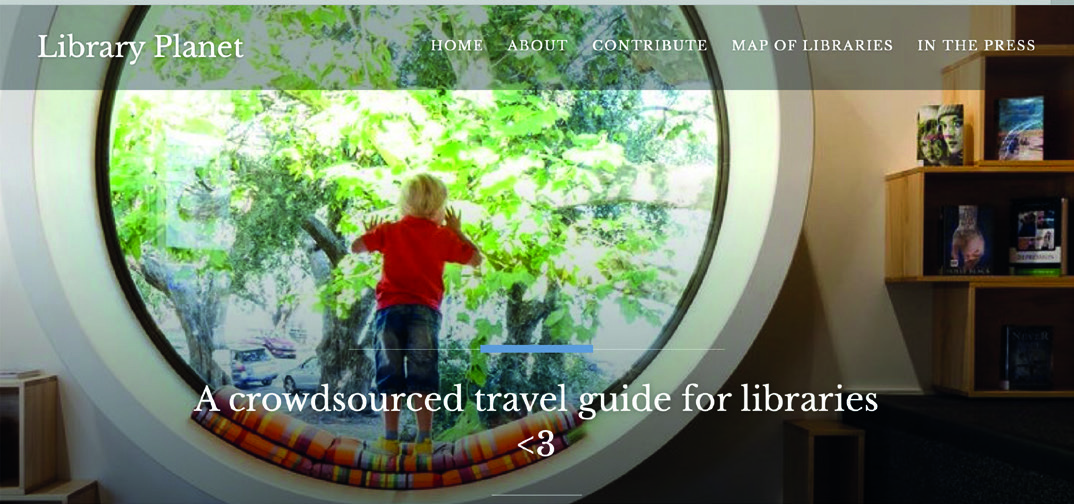 Library Planet
HOME ABOUT CONTRIBUTE MAP OF LIBRARIES IN THE PRESS
A crowdsourced travel guide for libraries
<3